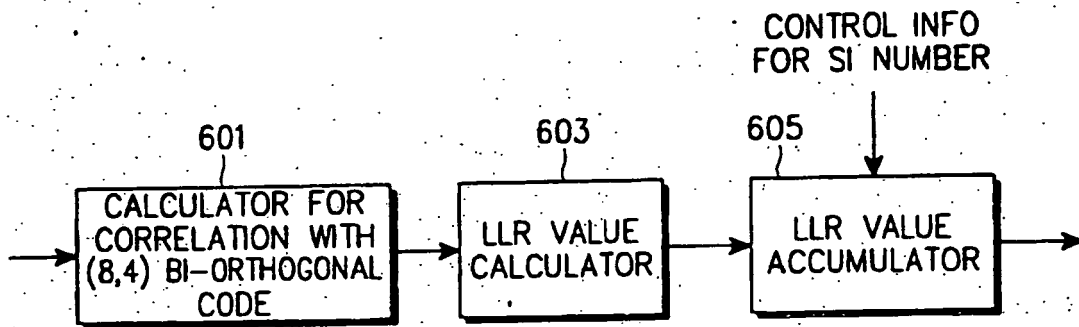 CONTROL INFO
FOR SI NUMBER
601
603
605
CALCULATOR FOR
CORRELATION WITH
(8,4) BI-ORTHOGONAL
CODE
LLR VALUE
CALCULATOR
LLR VALUE
ACCUMULATOR